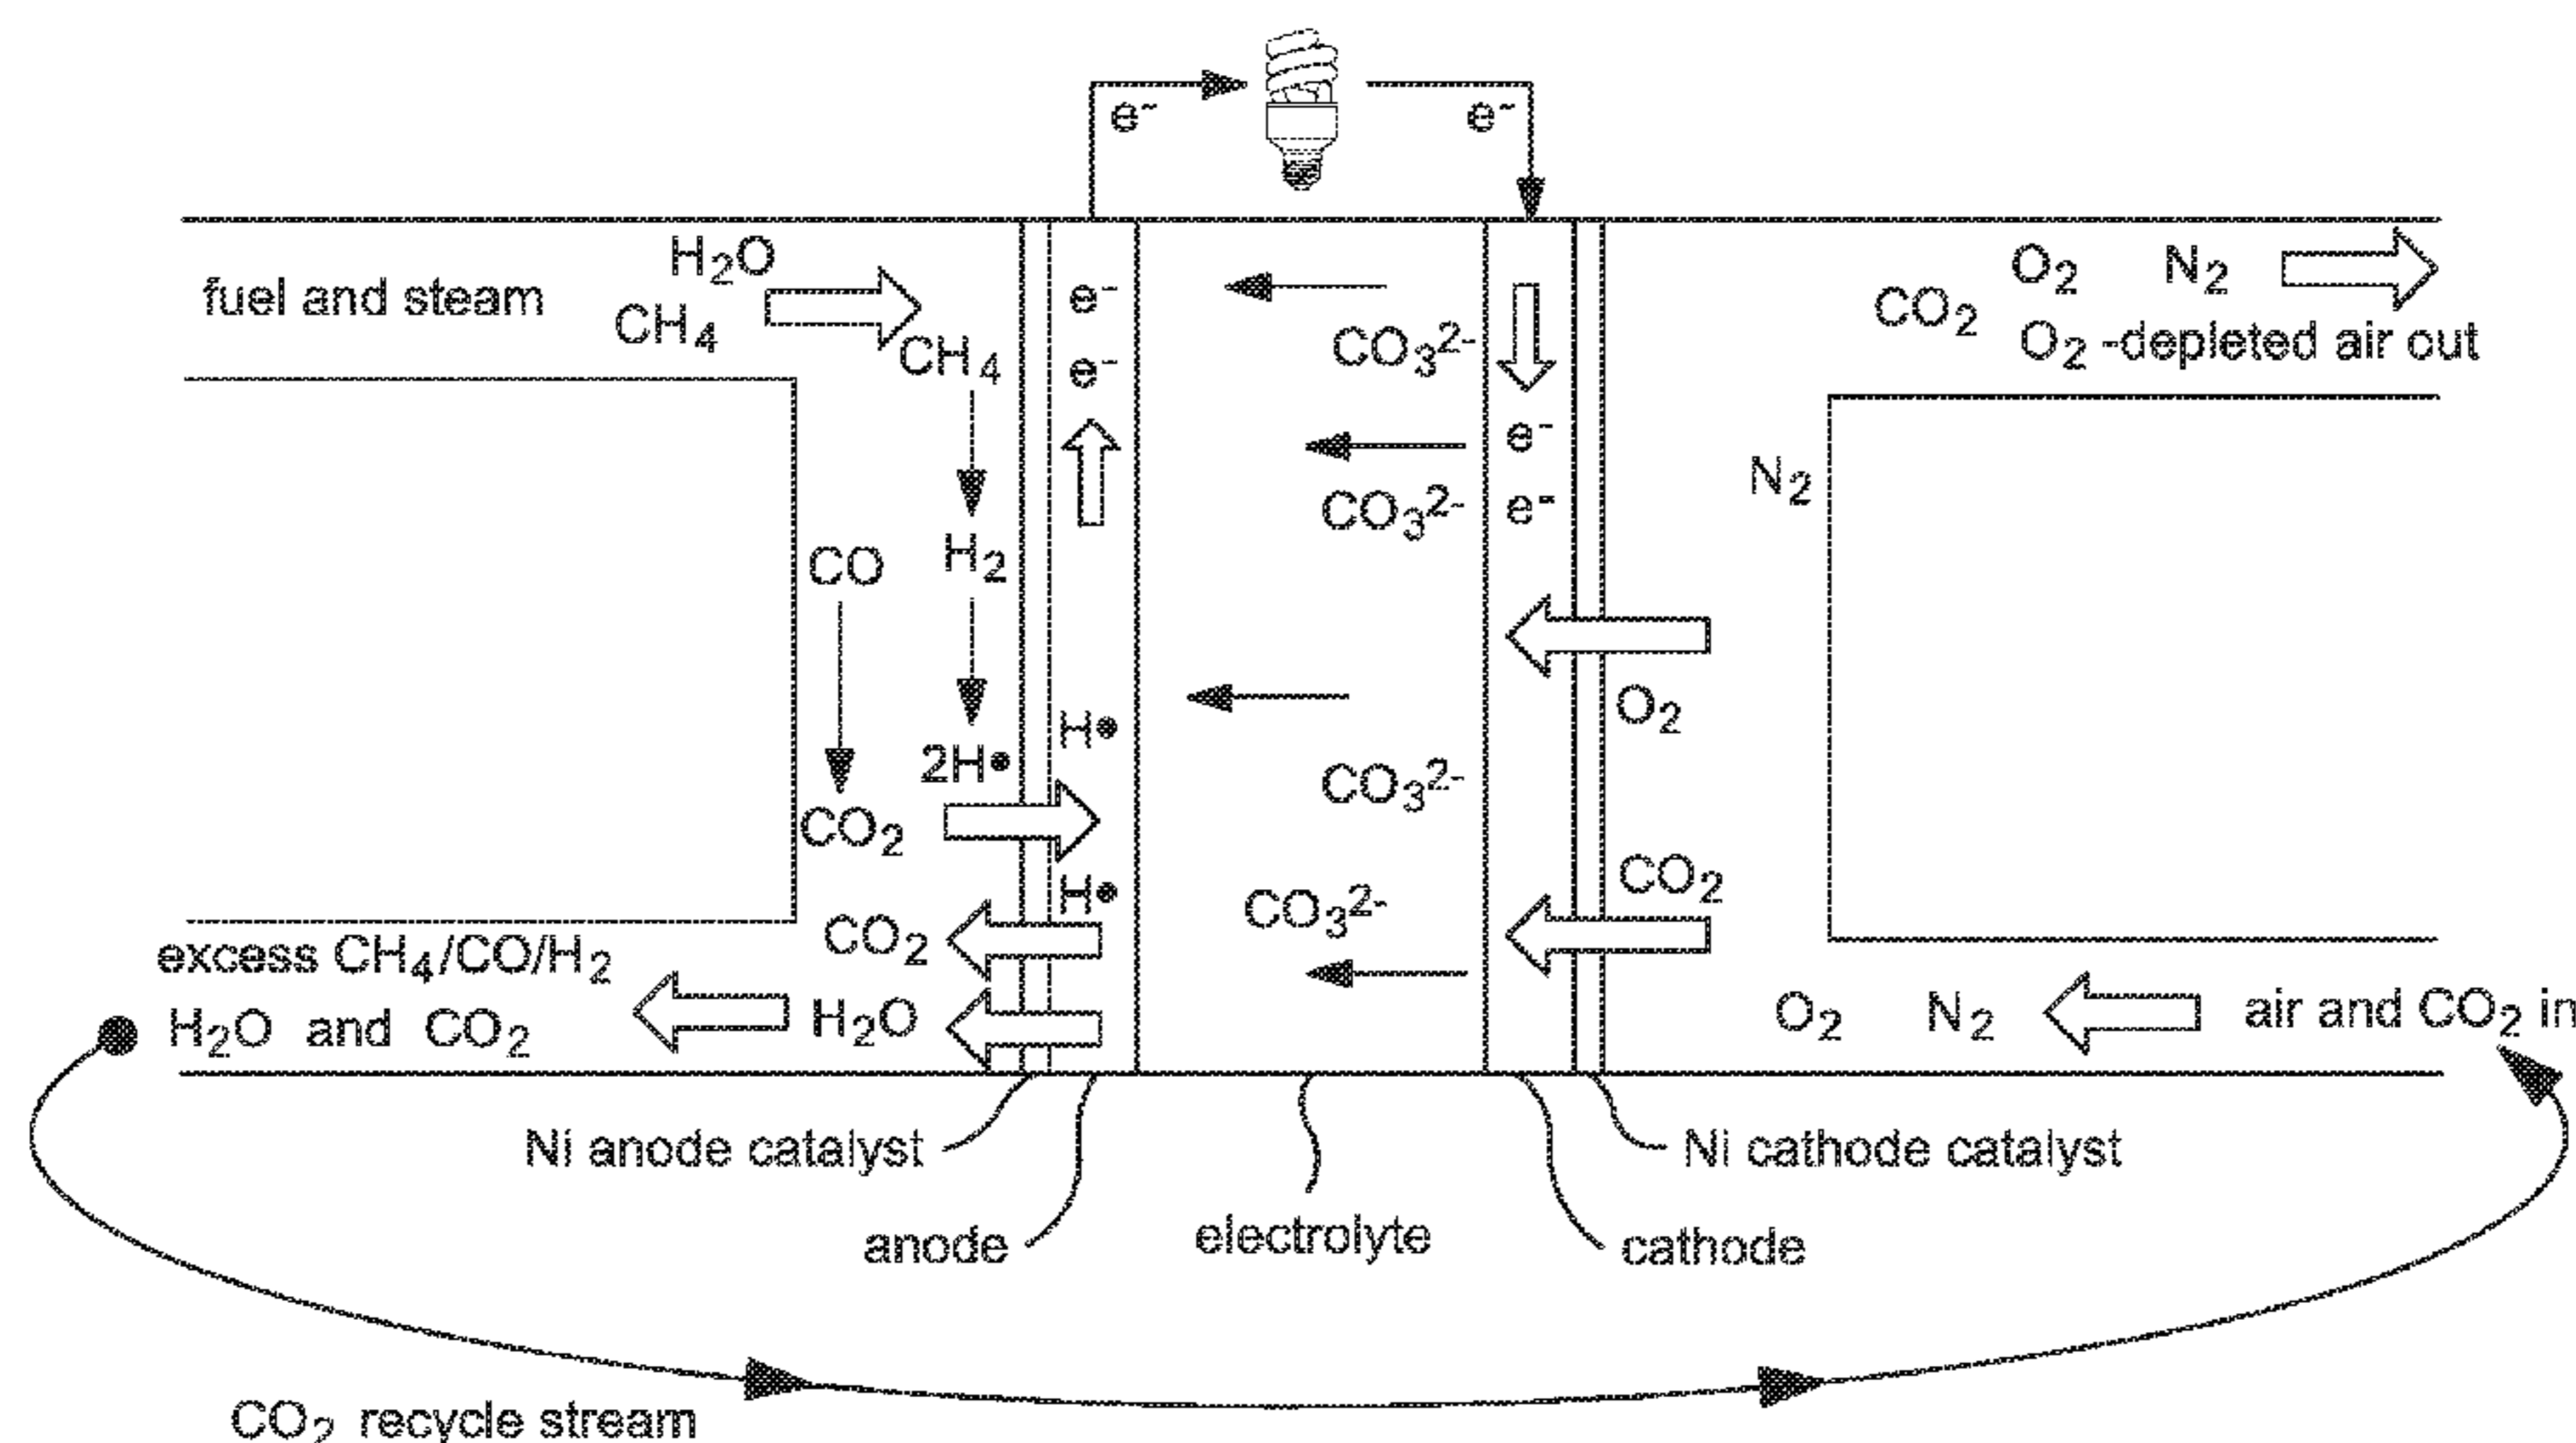 e⁻ e⁻
H₂O
fuel and steam
CH₄
CH₄
e⁻
e⁻
CO₃²⁻
e⁻
e⁻
CO₃²⁻
O₂ N₂
CO₂
O₂ -depleted air out
N₂
CO
H₂
H●
2H●
CO₂
H●
O₂
CO₃²⁻
CO₂
CO₃²⁻
CO₂
excess CH₄/CO/H₂
H₂O and CO₂
H₂O
O₂ N₂
air and CO₂ in
Ni anode catalyst
Ni cathode catalyst
anode
electrolyte
cathode
CO₂ recycle stream